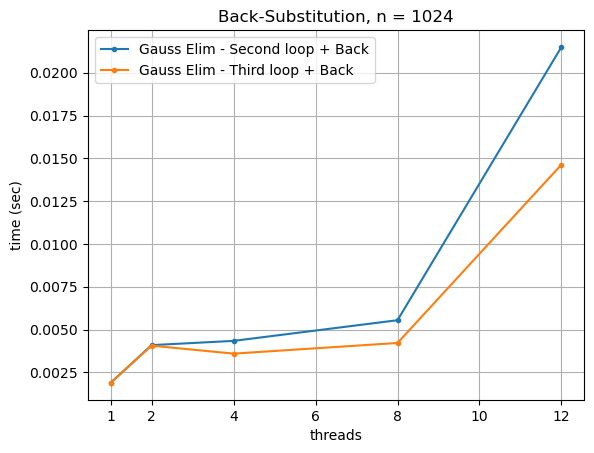 Back-Substitution, n = 1024
Gauss Elim - Second loop + Back
Gauss Elim - Third loop + Back
time (sec)
0.0200
0.0175
0.0150
0.0125
0.0100
0.0075
0.0050
0.0025
1 2 4 6 8 10 12
threads